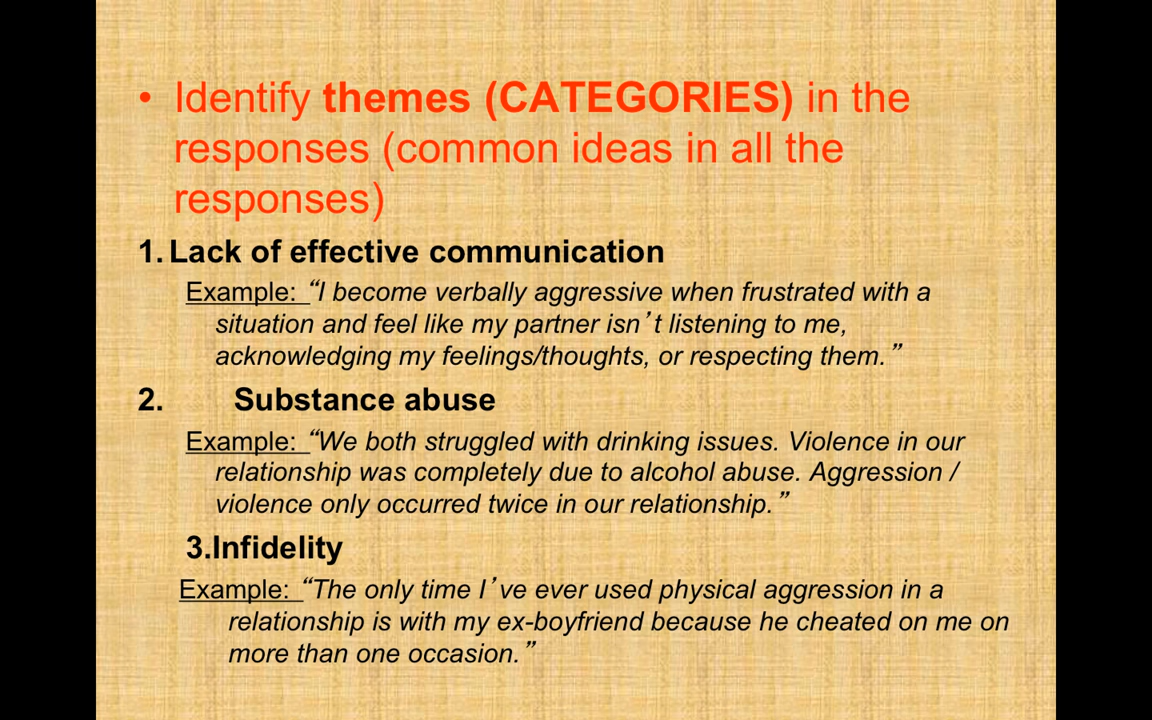 • Identify themes (CATEGORIES) in the
responses (common ideas in all the
responses)
1. Lack of effective communication
Example: “I become verbally aggressive when frustrated with a
situation and feel like my partner isn’t listening to me,
acknowledging my feelings/thoughts, or respecting them.”
2. Substance abuse
Example: “We both struggled with drinking issues. Violence in our
relationship was completely due to alcohol abuse. Aggression /
violence only occurred twice in our relationship.”
3.Infidelity
Example: “The only time I’ve ever used physical aggression in a
relationship is with my ex-boyfriend because he cheated on me on
more than one occasion.”